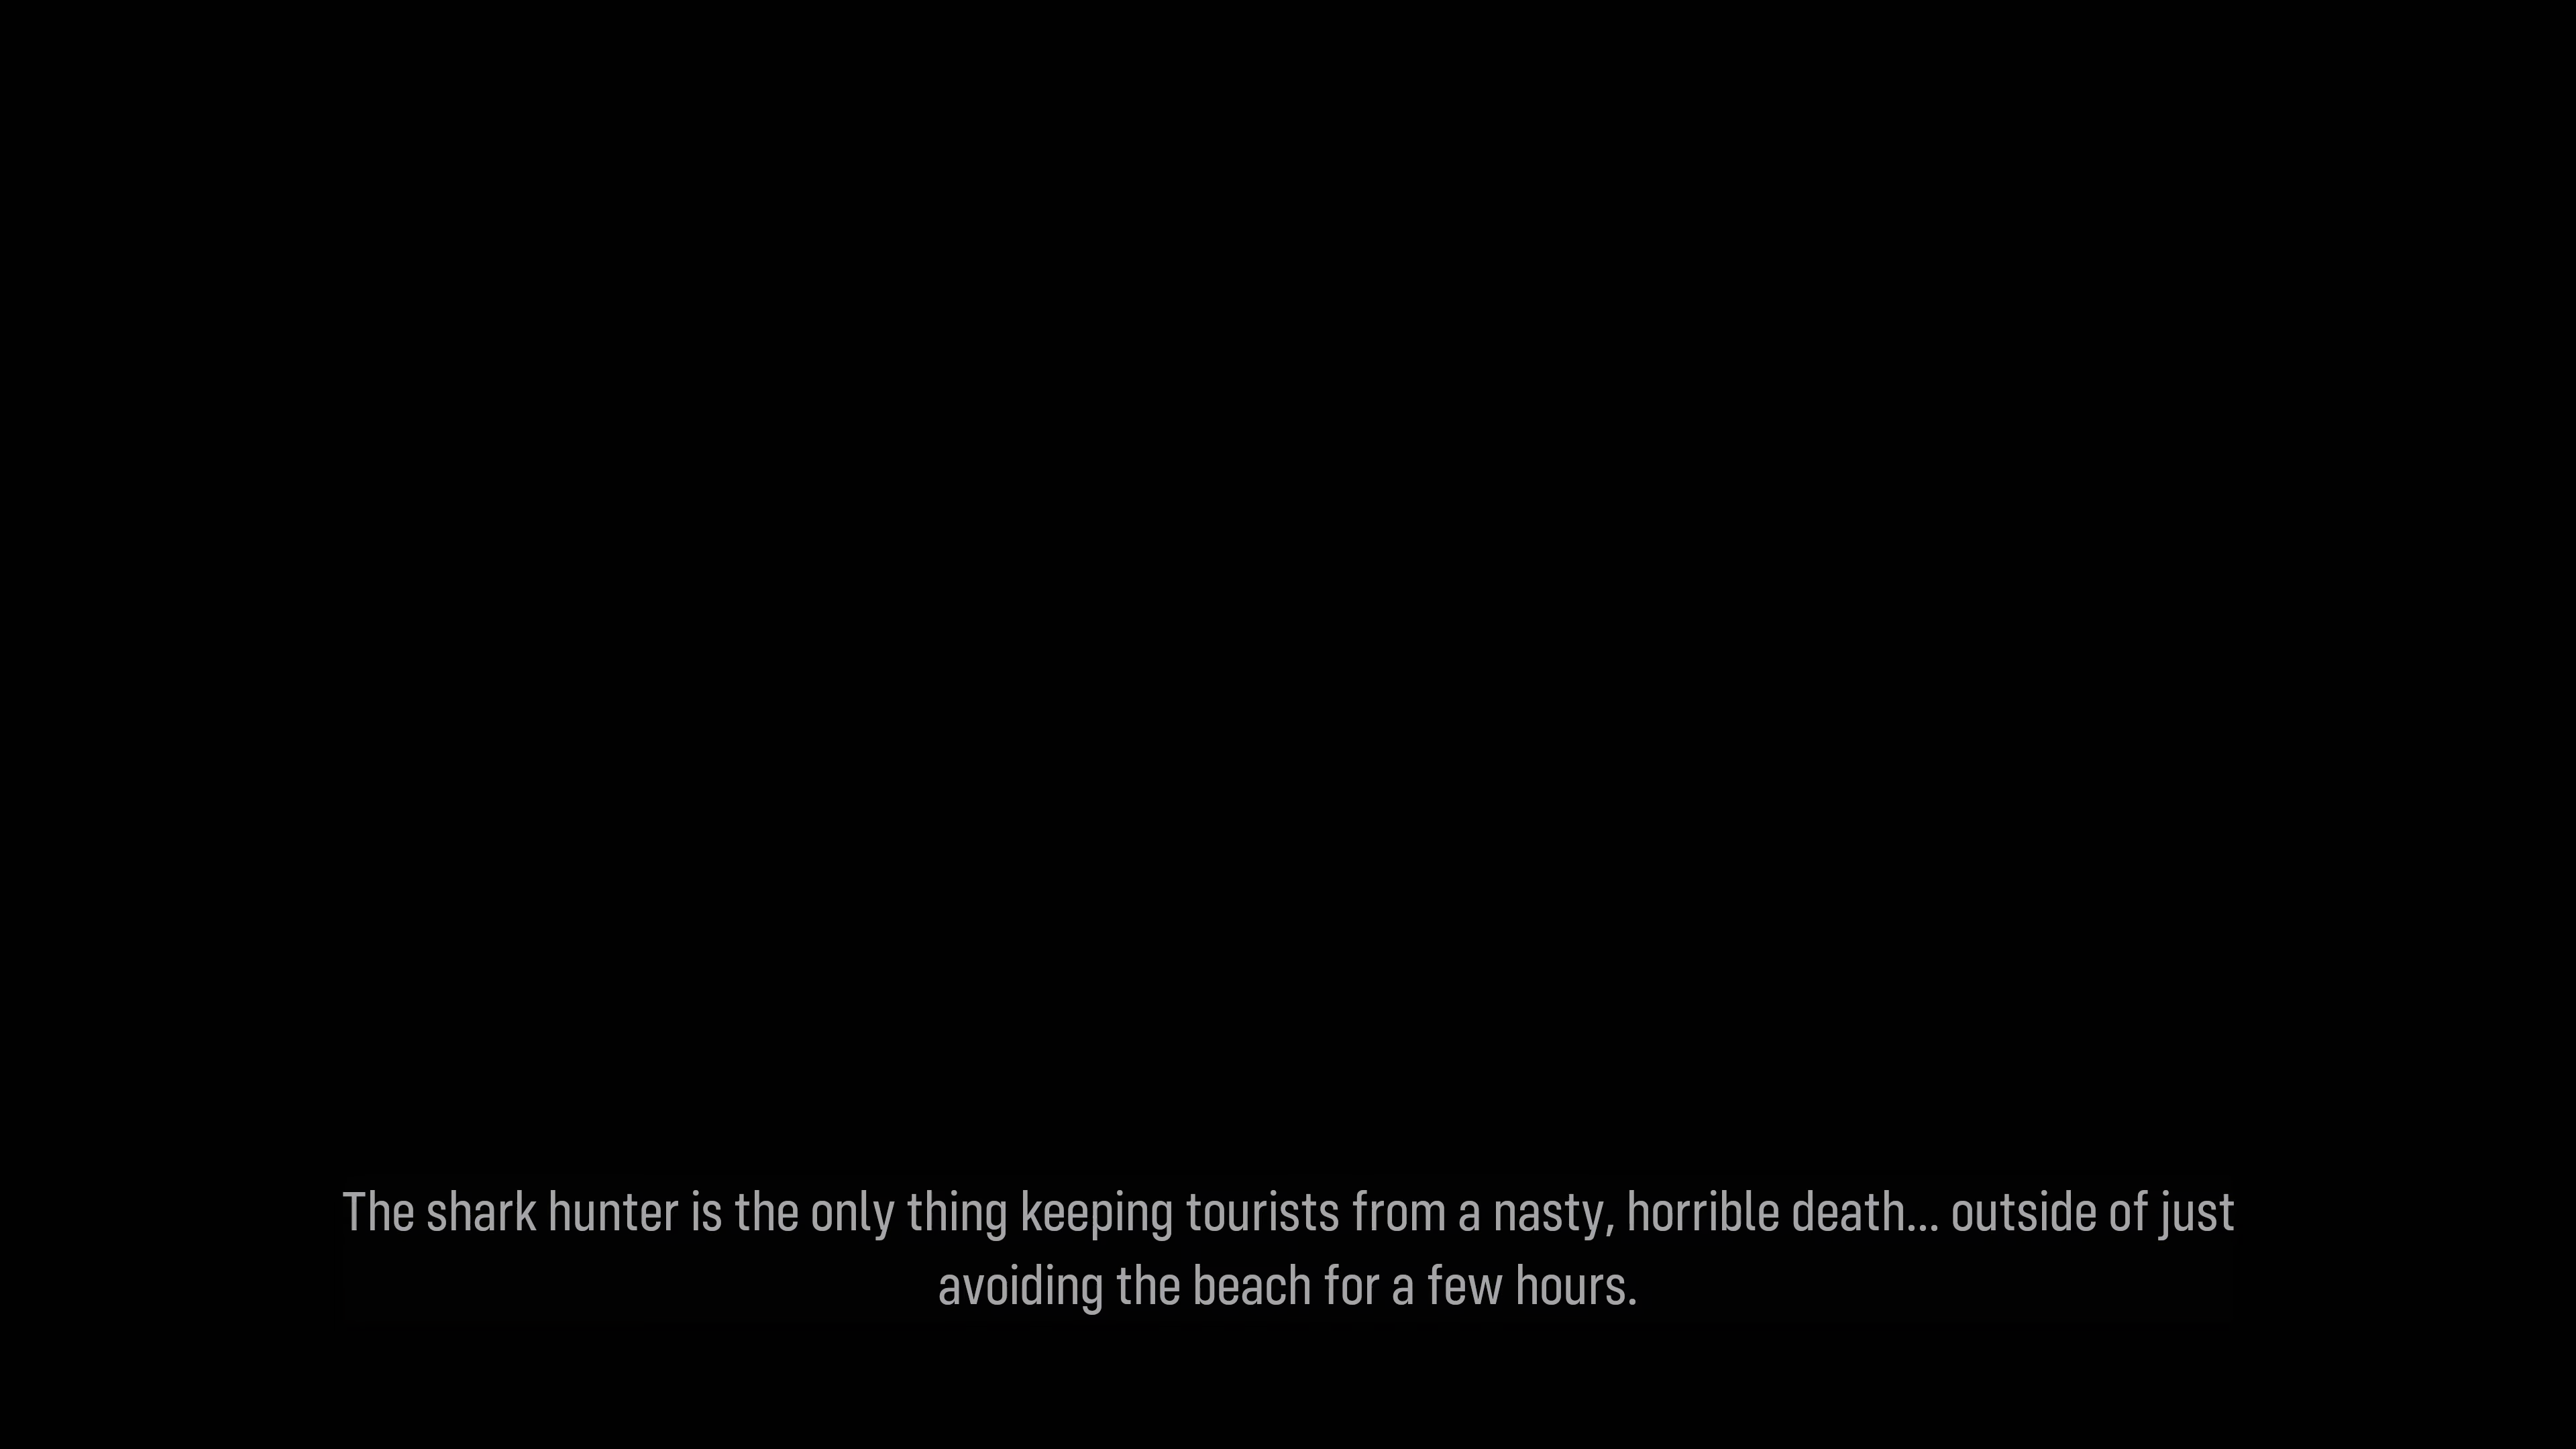 The shark hunter is the only thing keeping tourists from a nasty, horrible death... outside of just
avoiding the beach for a few hours.